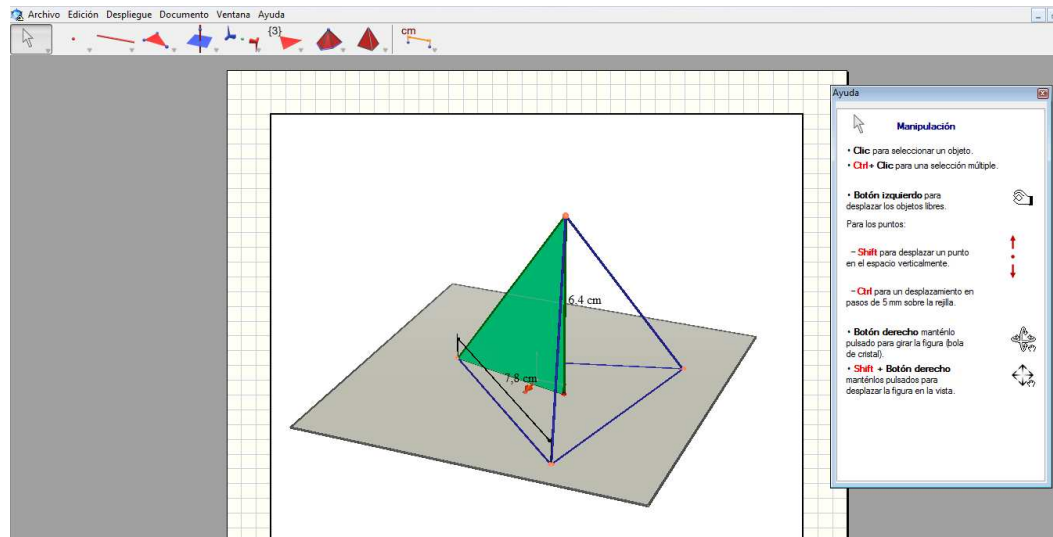 Archivo Edición Despliegue Documento Ventana Ayuda
{3}
cm
Ayuda
Manipulación
• Clic para seleccionar un objeto.
• Ctrl+ Clic para una selección múltiple.
• Botón izquierdo para
desplazar los objetos libres.
Para los puntos:
– Shift para desplazar un punto
en el espacio verticalmente.
– Ctrl para un desplazamiento en
pasos de 5 mm sobre la rejilla.
• Botón derecho manténlo
pulsado para girar la figura (bola
de cristal).
• Shift + Botón derecho
manténlos pulsados para
desplazar la figura en la vista.
6,4 cm
7,8 cm